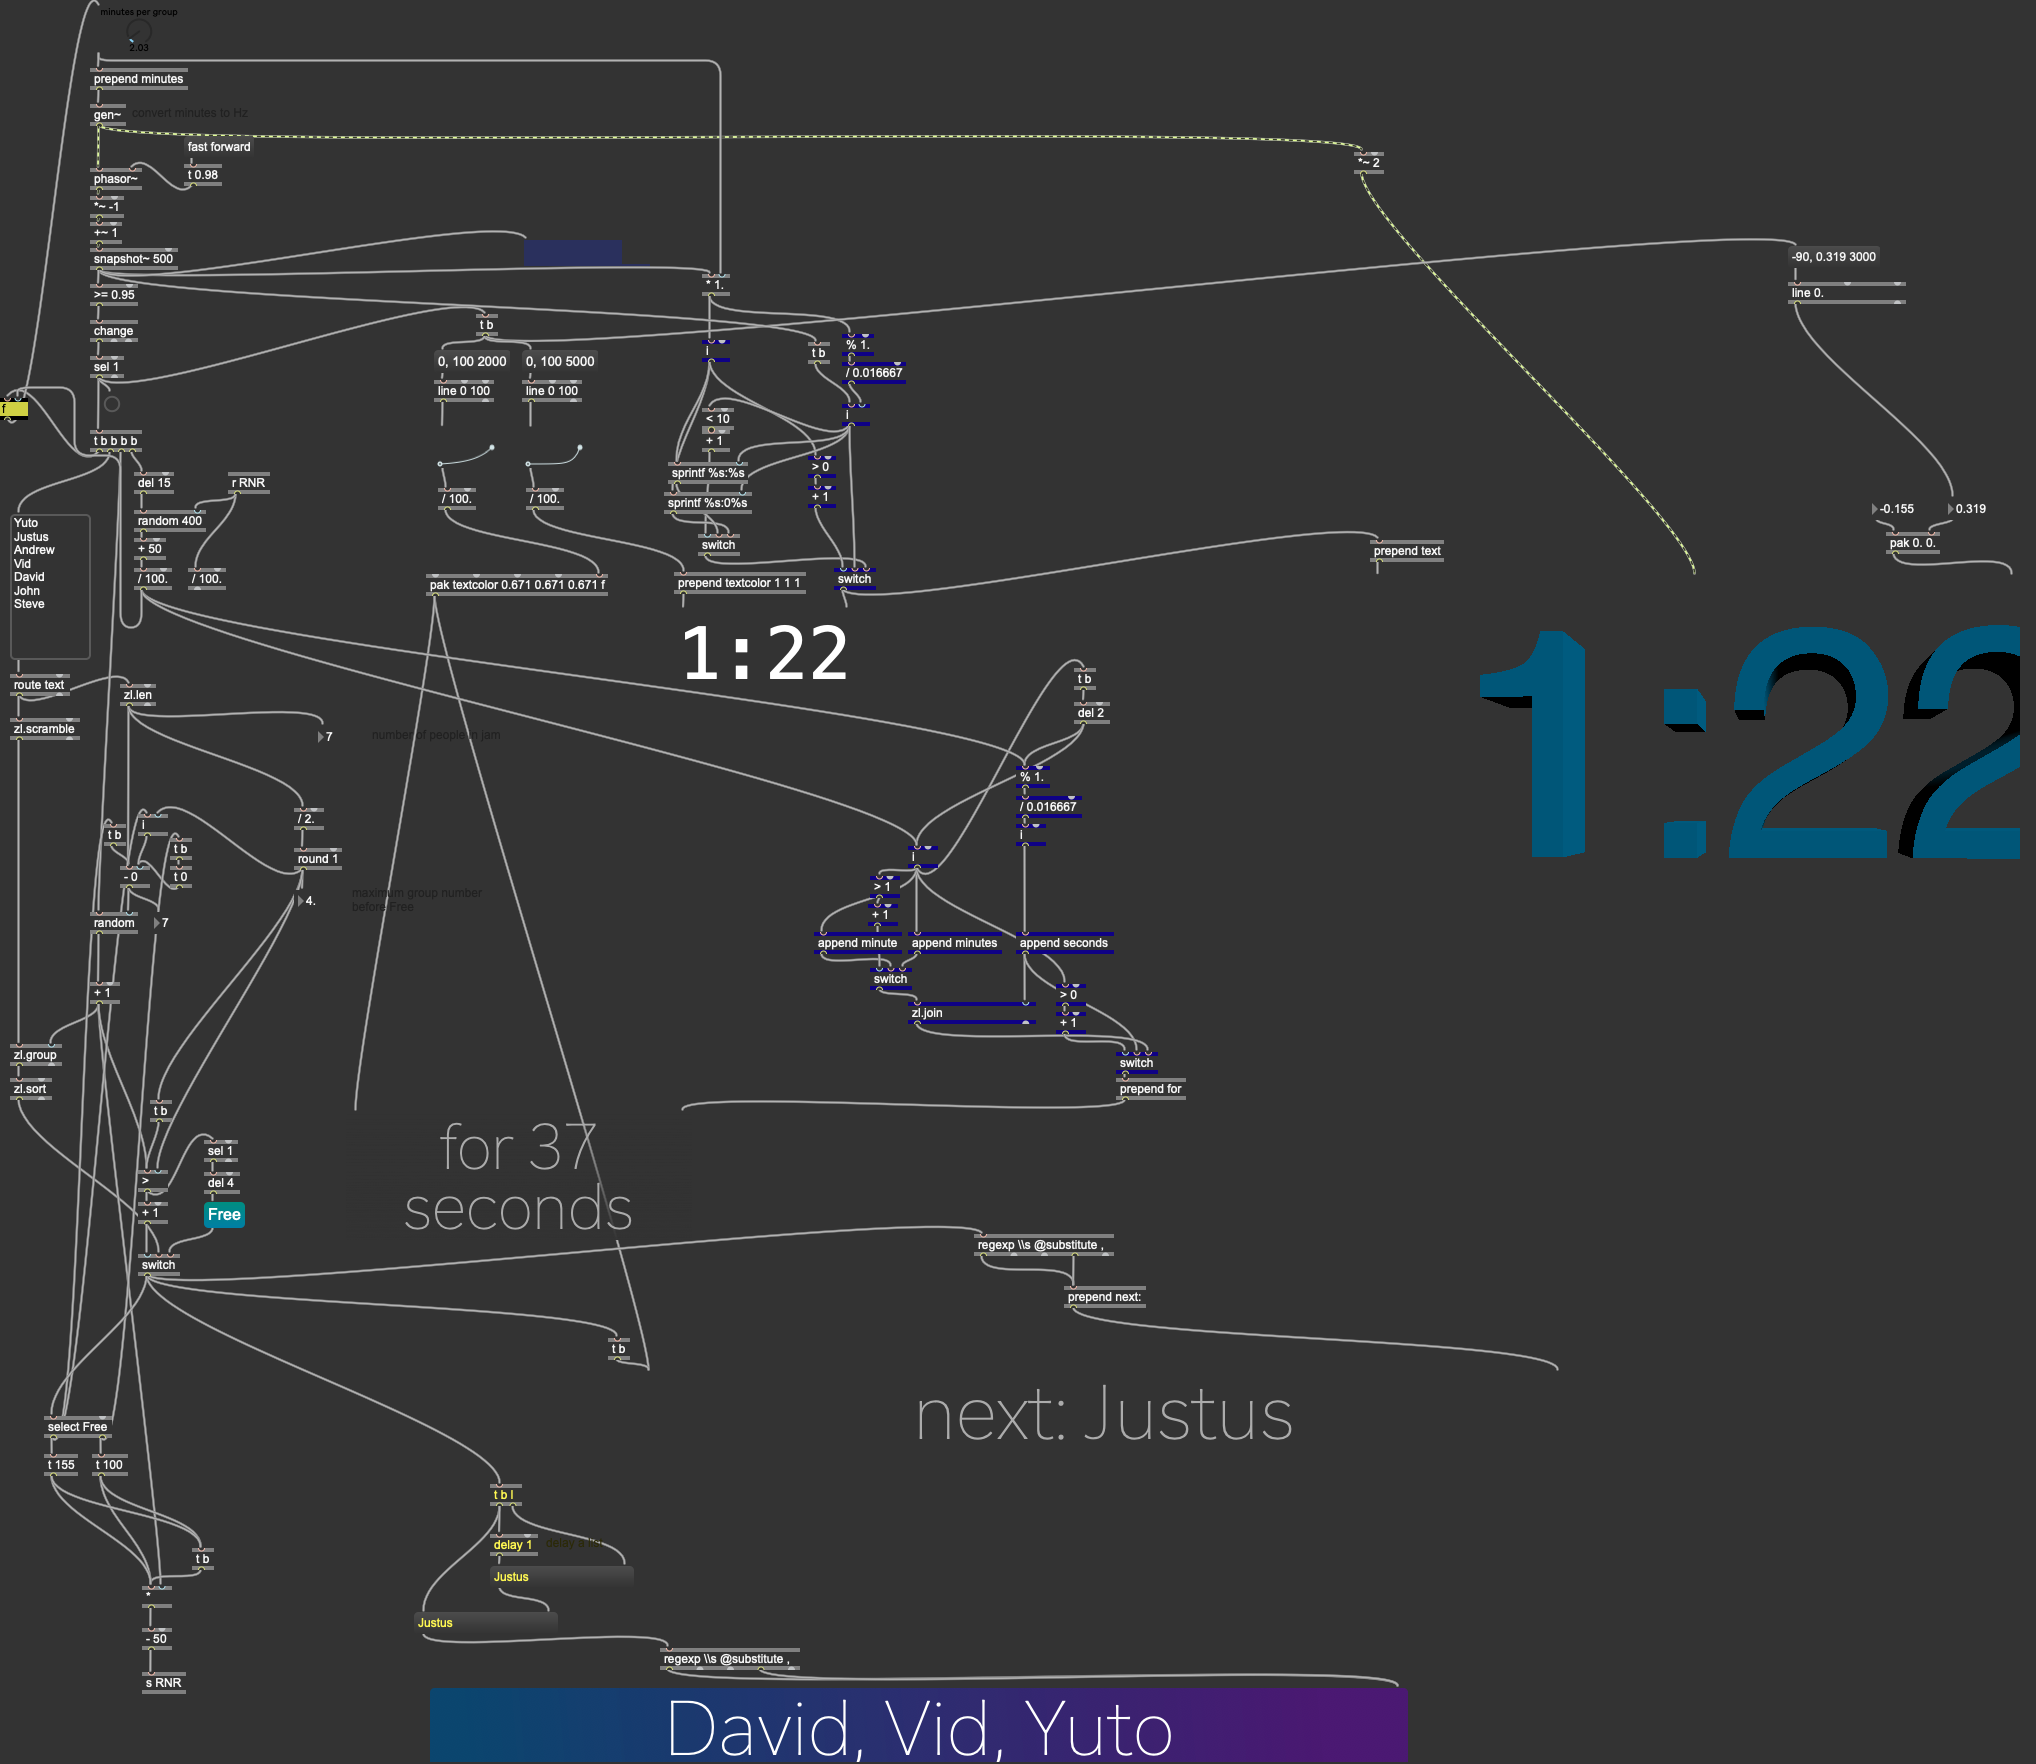 minutes per group
2.03
prepend minutes
gen~
convert minutes to Hz
fast forward
t 0.98
phasor~
*~ -1
+~ 1
snapshot~ 500
>= 0.95
change
sel 1
f
t b b b b
del 15
r RNR
random 400
+ 50
/ 100.
/ 100.
Yuto
Justus
Andrew
Vid
David
John
Steve
route text
zl.len
zl.scramble
7
number of people in jam
/ 2.
round 1
4.
maximum group number
before Free
t b
i
t b
- 0
t 0
random
7
+ 1
zl.group
zl.sort
t b
sel 1
>
del 4
+ 1
Free
switch
select Free
t 155
t 100
t b
*
- 50
s RNR
t b
0, 100 2000
0, 100 5000
line 0 100
line 0 100
/ 100.
/ 100.
pak textcolor 0.671 0.671 0.671 f
prepend textcolor 1 1 1
* 1.
i
t b
% 1.
/ 0.016667
i
< 10
+ 1
sprintf %s:%s
> 0
sprintf %s:0%s
+ 1
switch
switch
1:22
*~ 2
-90, 0.319 3000
line 0.
-0.155
0.319
pak 0. 0.
prepend text
1:22
t b
del 2
% 1.
/ 0.016667
i
i
> 1
+ 1
append minute
append minutes
append seconds
switch
> 0
zl.join
+ 1
switch
prepend for
for 37
seconds
regexp \\s @substitute ,
prepend next:
t b
next: Justus
t b l
delay 1
delay a list
Justus
Justus
regexp \\s @substitute ,
David, Vid, Yuto